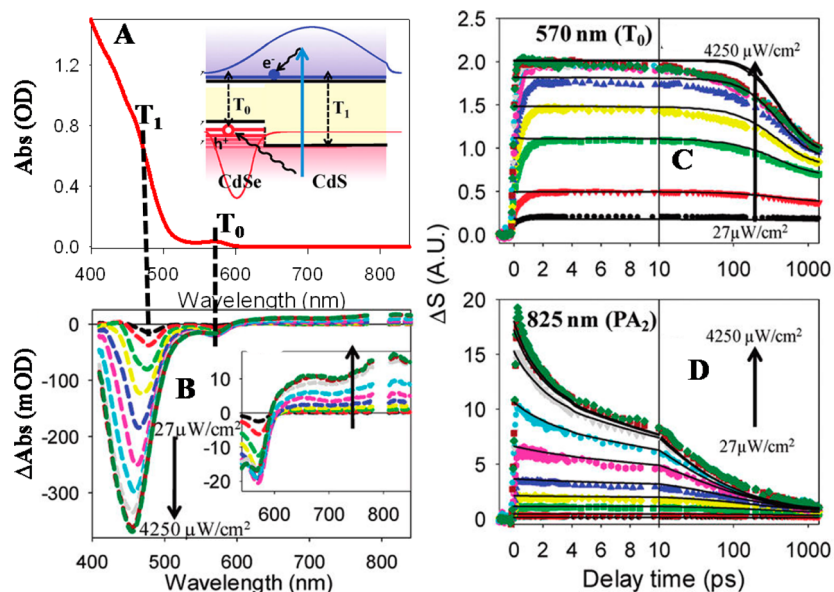 A
Abs (OD)
1.2
0.8
0.4
0.0
T1
T0
e-
T0
T1
h+
CdSe
CdS
400
500
600
700
800
Wavelength (nm)
B
ΔAbs (mOD)
0
-100
-200
-300
27µW/cm2
4250 µW/cm2
10
0
-10
-20
600
700
800
400
500
600
700
800
Wavelength (nm)
570 nm (T0)
4250 µW/cm2
C
27µW/cm2
2.5
2.0
1.5
1.0
0.5
0.0
0 2 4 6 8 10 100 1000
ΔS (A.U.)
825 nm (PA2)
4250 µW/cm2
D
27µW/cm2
20
15
10
5
0
0 2 4 6 8 10 100 1000
Delay time (ps)